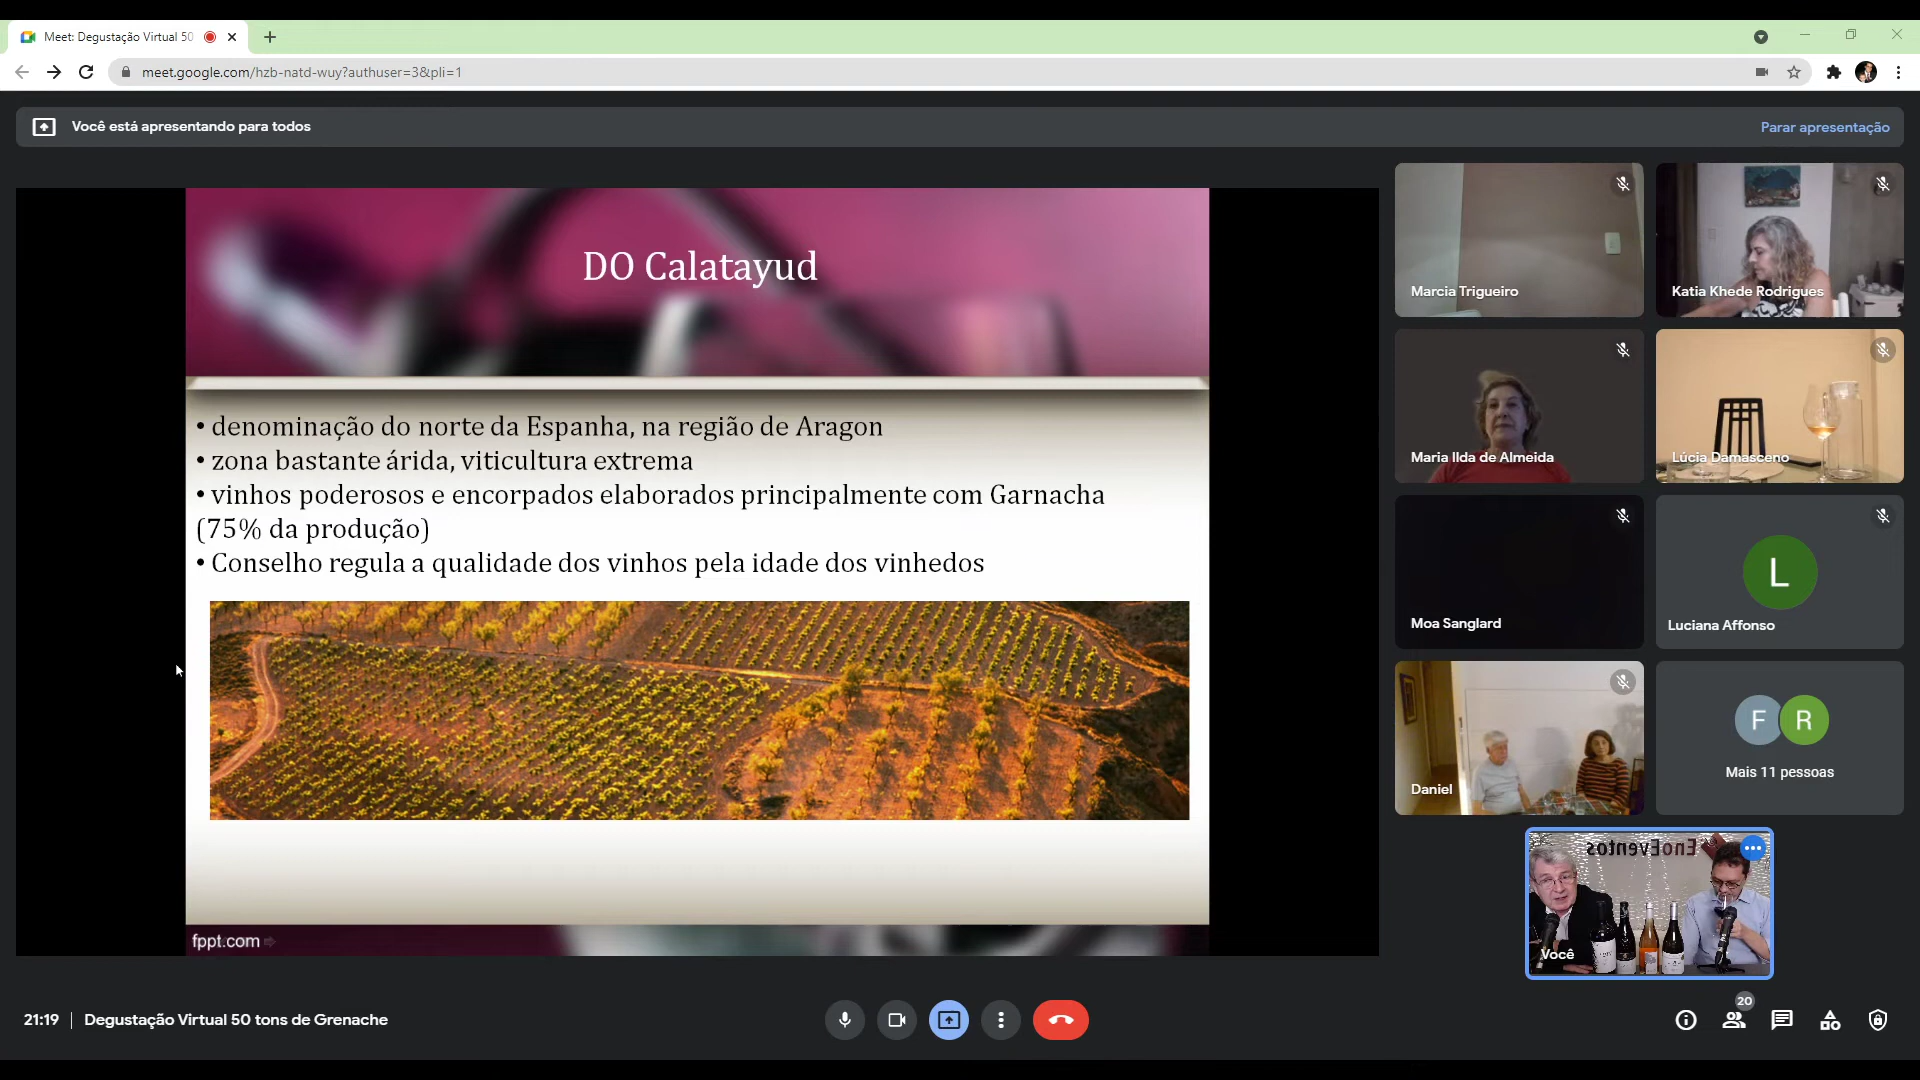 Meet: Degustação Virtual 50
meet.google.com/hzb-natd-wuy?authuser=3&pli=1
Você está apresentando para todos
Parar apresentação
DO Calatayud
• denominação do norte da Espanha, na região de Aragon
• zona bastante árida, viticultura extrema
• vinhos poderosos e encorpados elaborados principalmente com Garnacha
(75% da produção)
• Conselho regula a qualidade dos vinhos pela idade dos vinhedos
fppt.com
Marcia Trigueiro
Katia Khede Rodrigues
Maria Ilda de Almeida
Lúcia Damasceno
Moa Sanglard
L
Luciana Affonso
Daniel
F R
Mais 11 pessoas
EnoEventos
Você
21:19 | Degustação Virtual 50 tons de Grenache
20